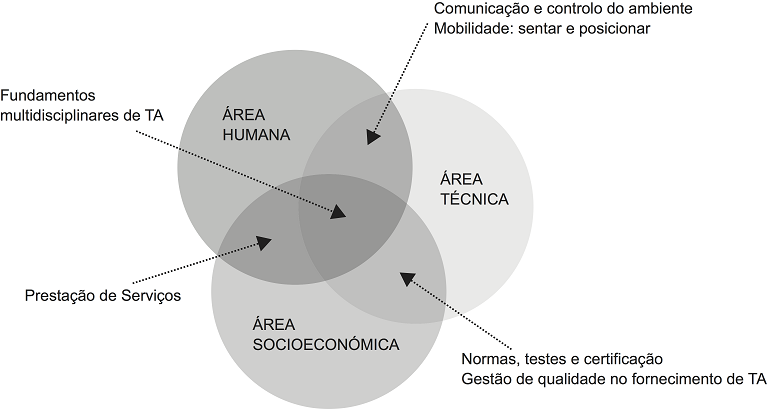 Comunicação e controlo do ambiente
Mobilidade: sentar e posicionar
Fundamentos
multidisciplinares de TA
ÁREA
HUMANA
ÁREA
TÉCNICA
Prestação de Serviços
ÁREA
SOCIOECONÓMICA
Normas, testes e certificação
Gestão de qualidade no fornecimento de TA